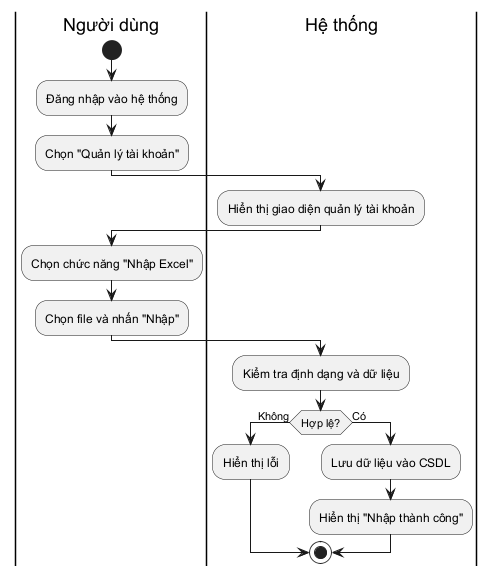 Người dùng
Hệ thống
Đăng nhập vào hệ thống
Chọn "Quản lý tài khoản"
Hiển thị giao diện quản lý tài khoản
Chọn chức năng "Nhập Excel"
Chọn file và nhấn "Nhập"
Kiểm tra định dạng và dữ liệu
Không
Hợp lệ?
Có
Hiển thị lỗi
Lưu dữ liệu vào CSDL
Hiển thị "Nhập thành công"